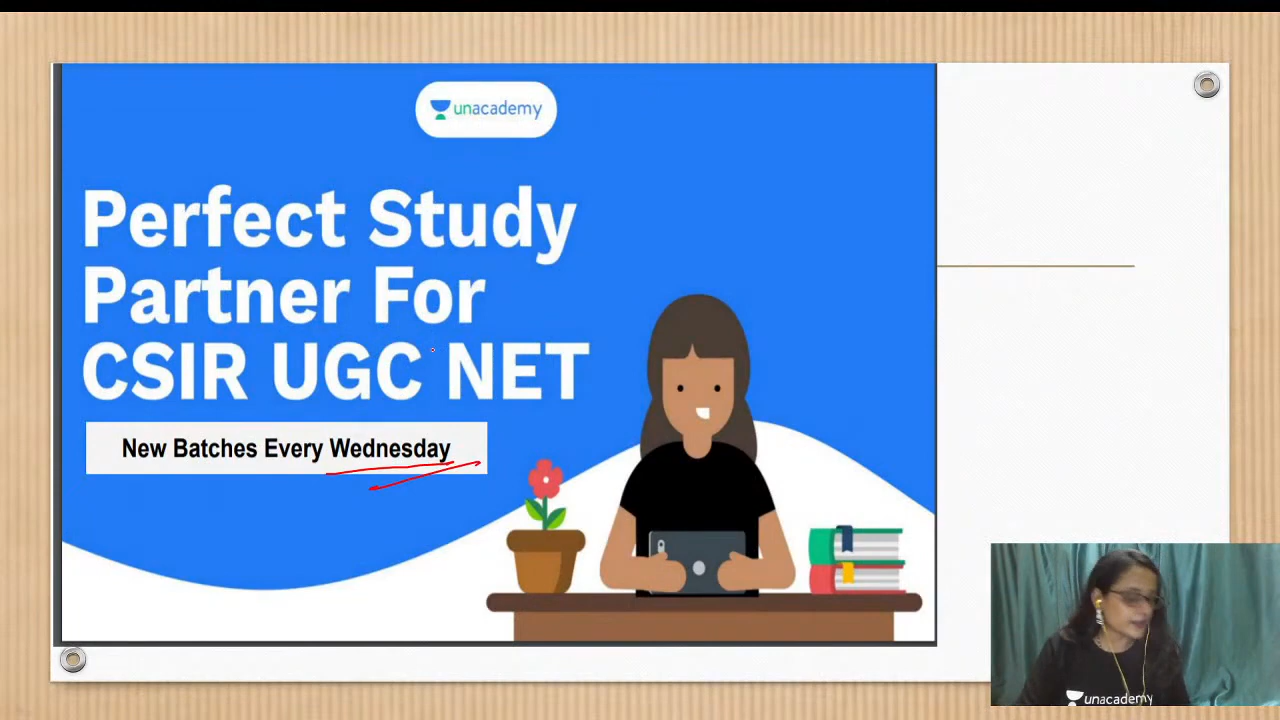 unacademy
Perfect Study
Partner For
CSIR UGC NET
New Batches Every Wednesday
unacademy